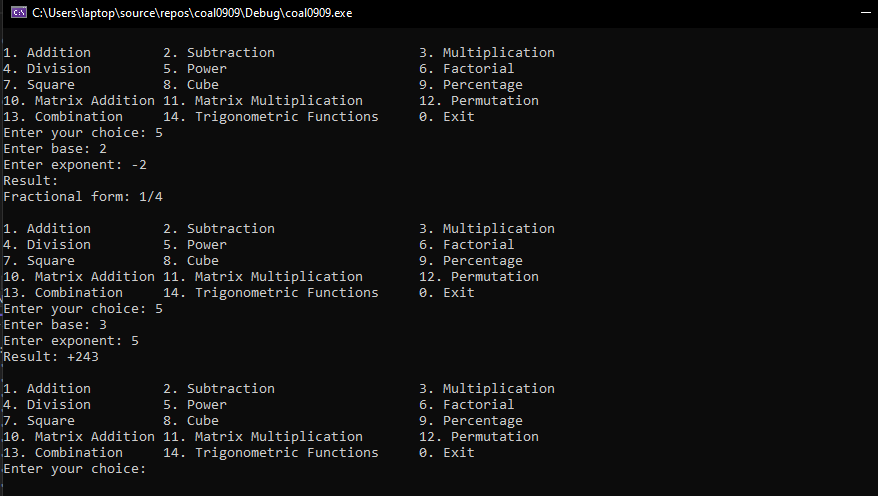 C:\Users\laptop\source\repos\coal0909\Debug\coal0909.exe
1. Addition 2. Subtraction 3. Multiplication
4. Division 5. Power 6. Factorial
7. Square 8. Cube 9. Percentage
10. Matrix Addition 11. Matrix Multiplication 12. Permutation
13. Combination 14. Trigonometric Functions 0. Exit
Enter your choice: 5
Enter base: 2
Enter exponent: -2
Result:
Fractional form: 1/4
1. Addition 2. Subtraction 3. Multiplication
4. Division 5. Power 6. Factorial
7. Square 8. Cube 9. Percentage
10. Matrix Addition 11. Matrix Multiplication 12. Permutation
13. Combination 14. Trigonometric Functions 0. Exit
Enter your choice: 5
Enter base: 3
Enter exponent: 5
Result: +243
1. Addition 2. Subtraction 3. Multiplication
4. Division 5. Power 6. Factorial
7. Square 8. Cube 9. Percentage
10. Matrix Addition 11. Matrix Multiplication 12. Permutation
13. Combination 14. Trigonometric Functions 0. Exit
Enter your choice: